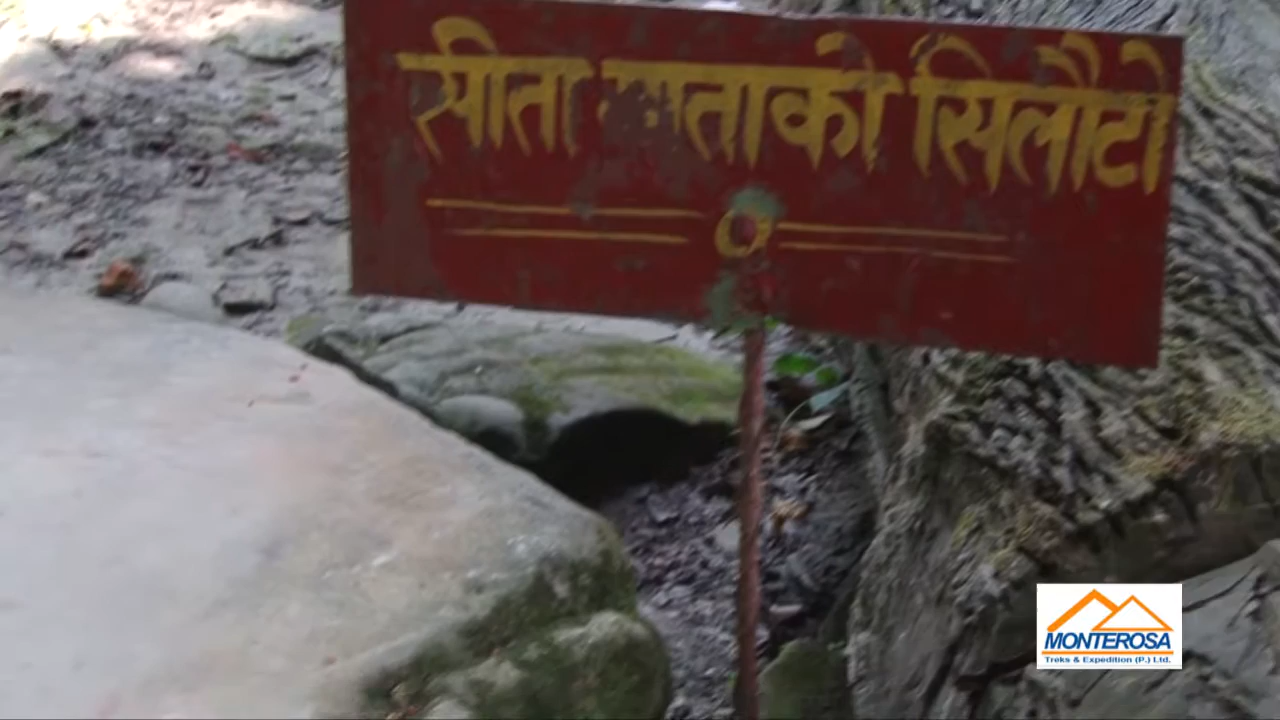 सीता माताको सिलौटो
MONTEROSA
Treks & Expedition (P.) Ltd.